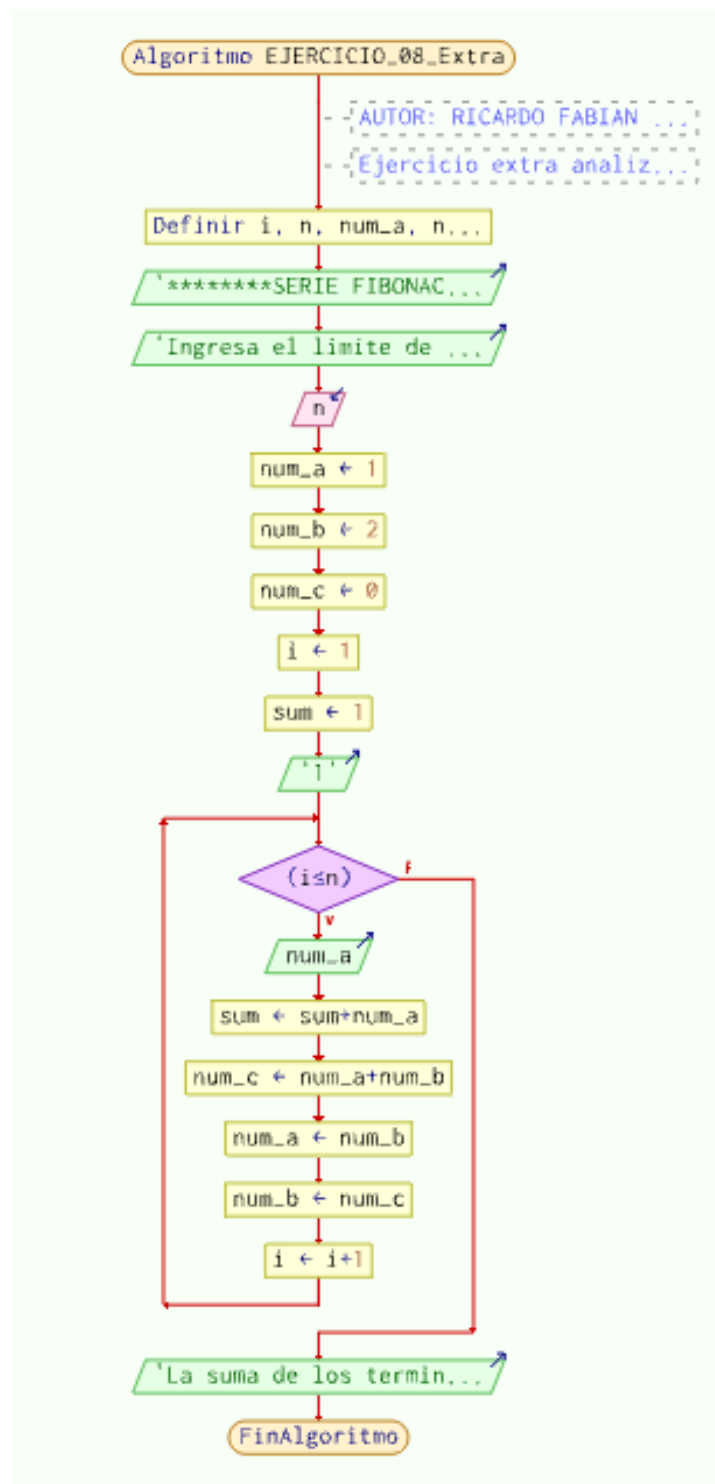 Algoritmo EJERCICIO_08_Extra
AUTOR: RICARDO FABIAN ...
Ejercicio extra analiz...
Definir i, n, num_a, n...
'********SERIE FIBONAC...
'Ingresa el limite de ...
n
num_a ← 1
num_b ← 2
num_c ← 0
i ← 1
sum ← 1
'1'
(i≤n)
F
V
num_a
sum ← sum+num_a
num_c ← num_a+num_b
num_a ← num_b
num_b ← num_c
i ← i+1
'La suma de los termin...
FinAlgoritmo